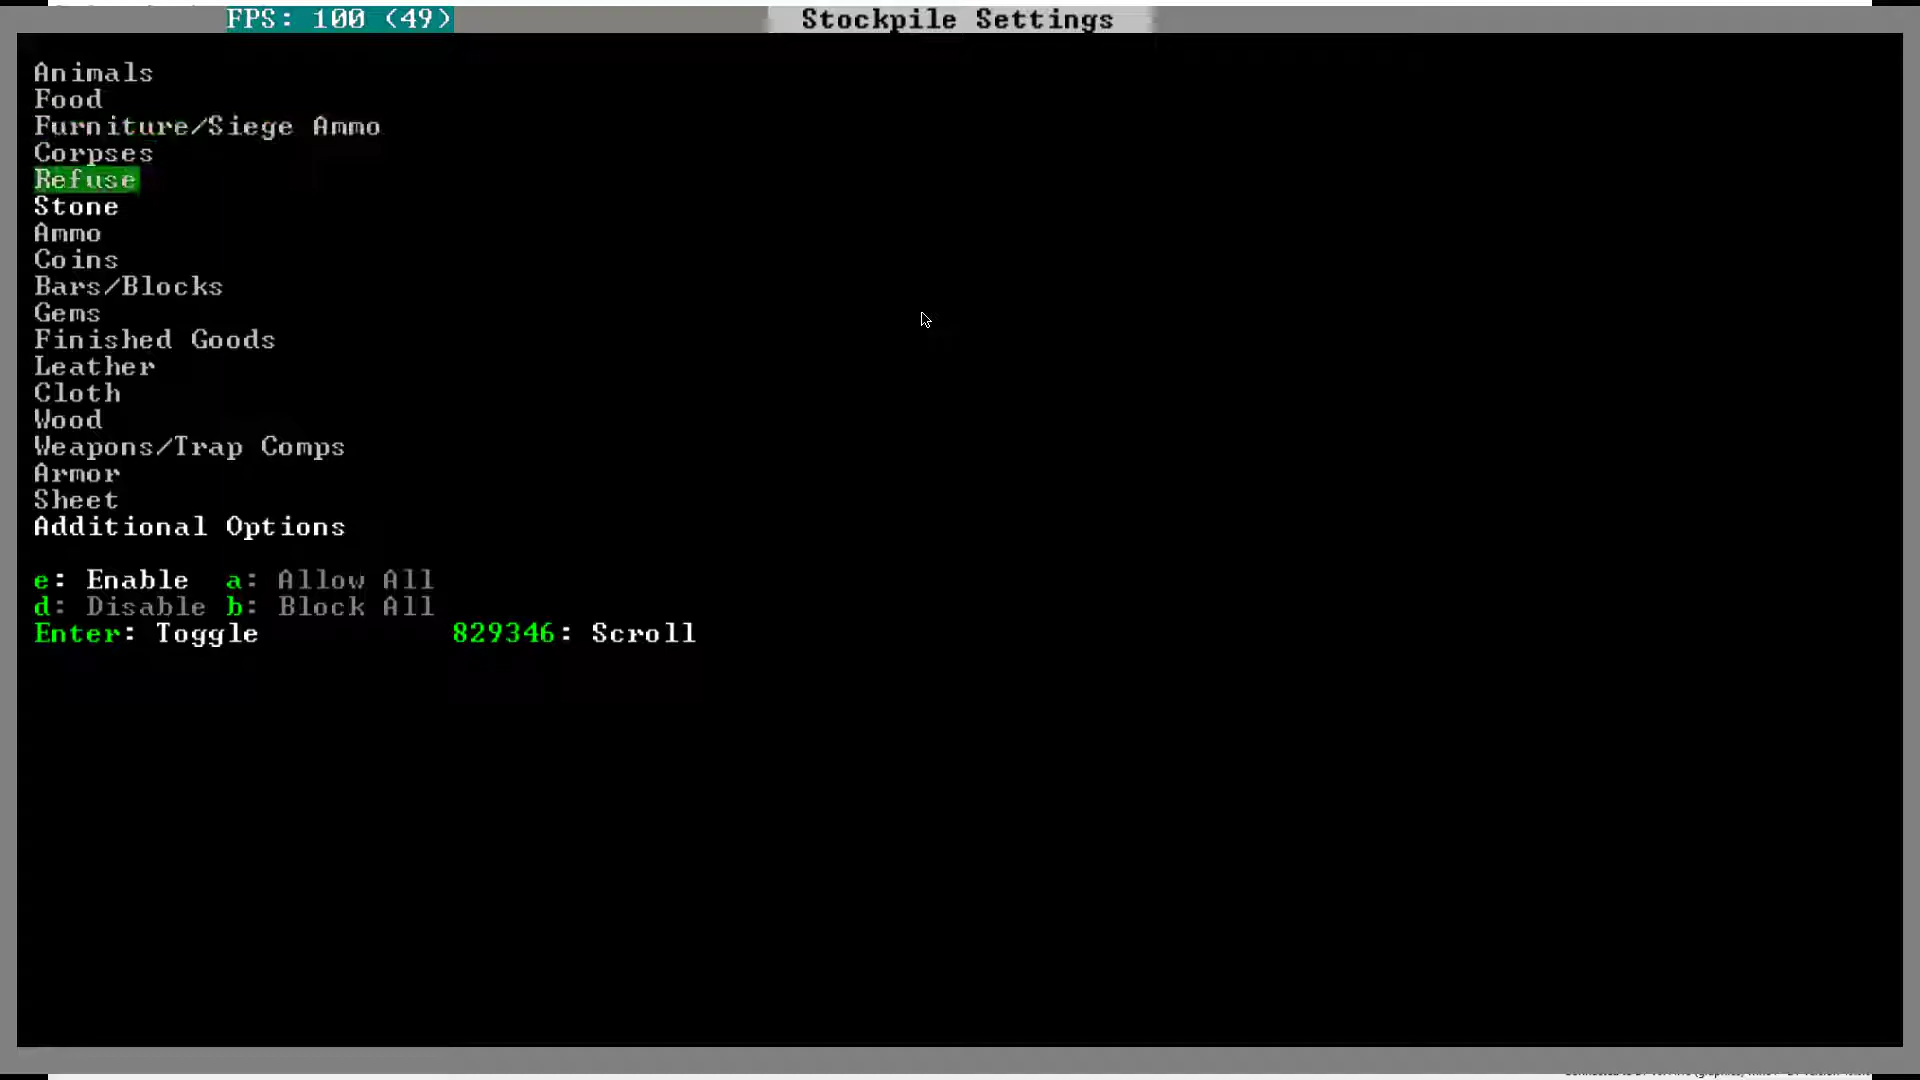 FPS: 100 (49)
Stockpile Settings
Animals
Food
Furniture/Siege Ammo
Corpses
Refuse
Stone
Ammo
Coins
Bars/Blocks
Gems
Finished Goods
Leather
Cloth
Wood
Weapons/Trap Comps
Armor
Sheet
Additional Options
e: Enable a: Allow All
d: Disable b: Block All
Enter: Toggle 829346: Scroll